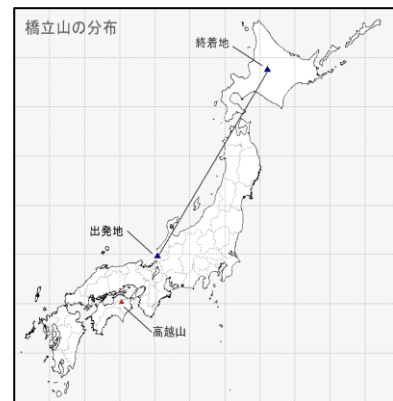 橋立山の分布
終着地
出発地
高越山